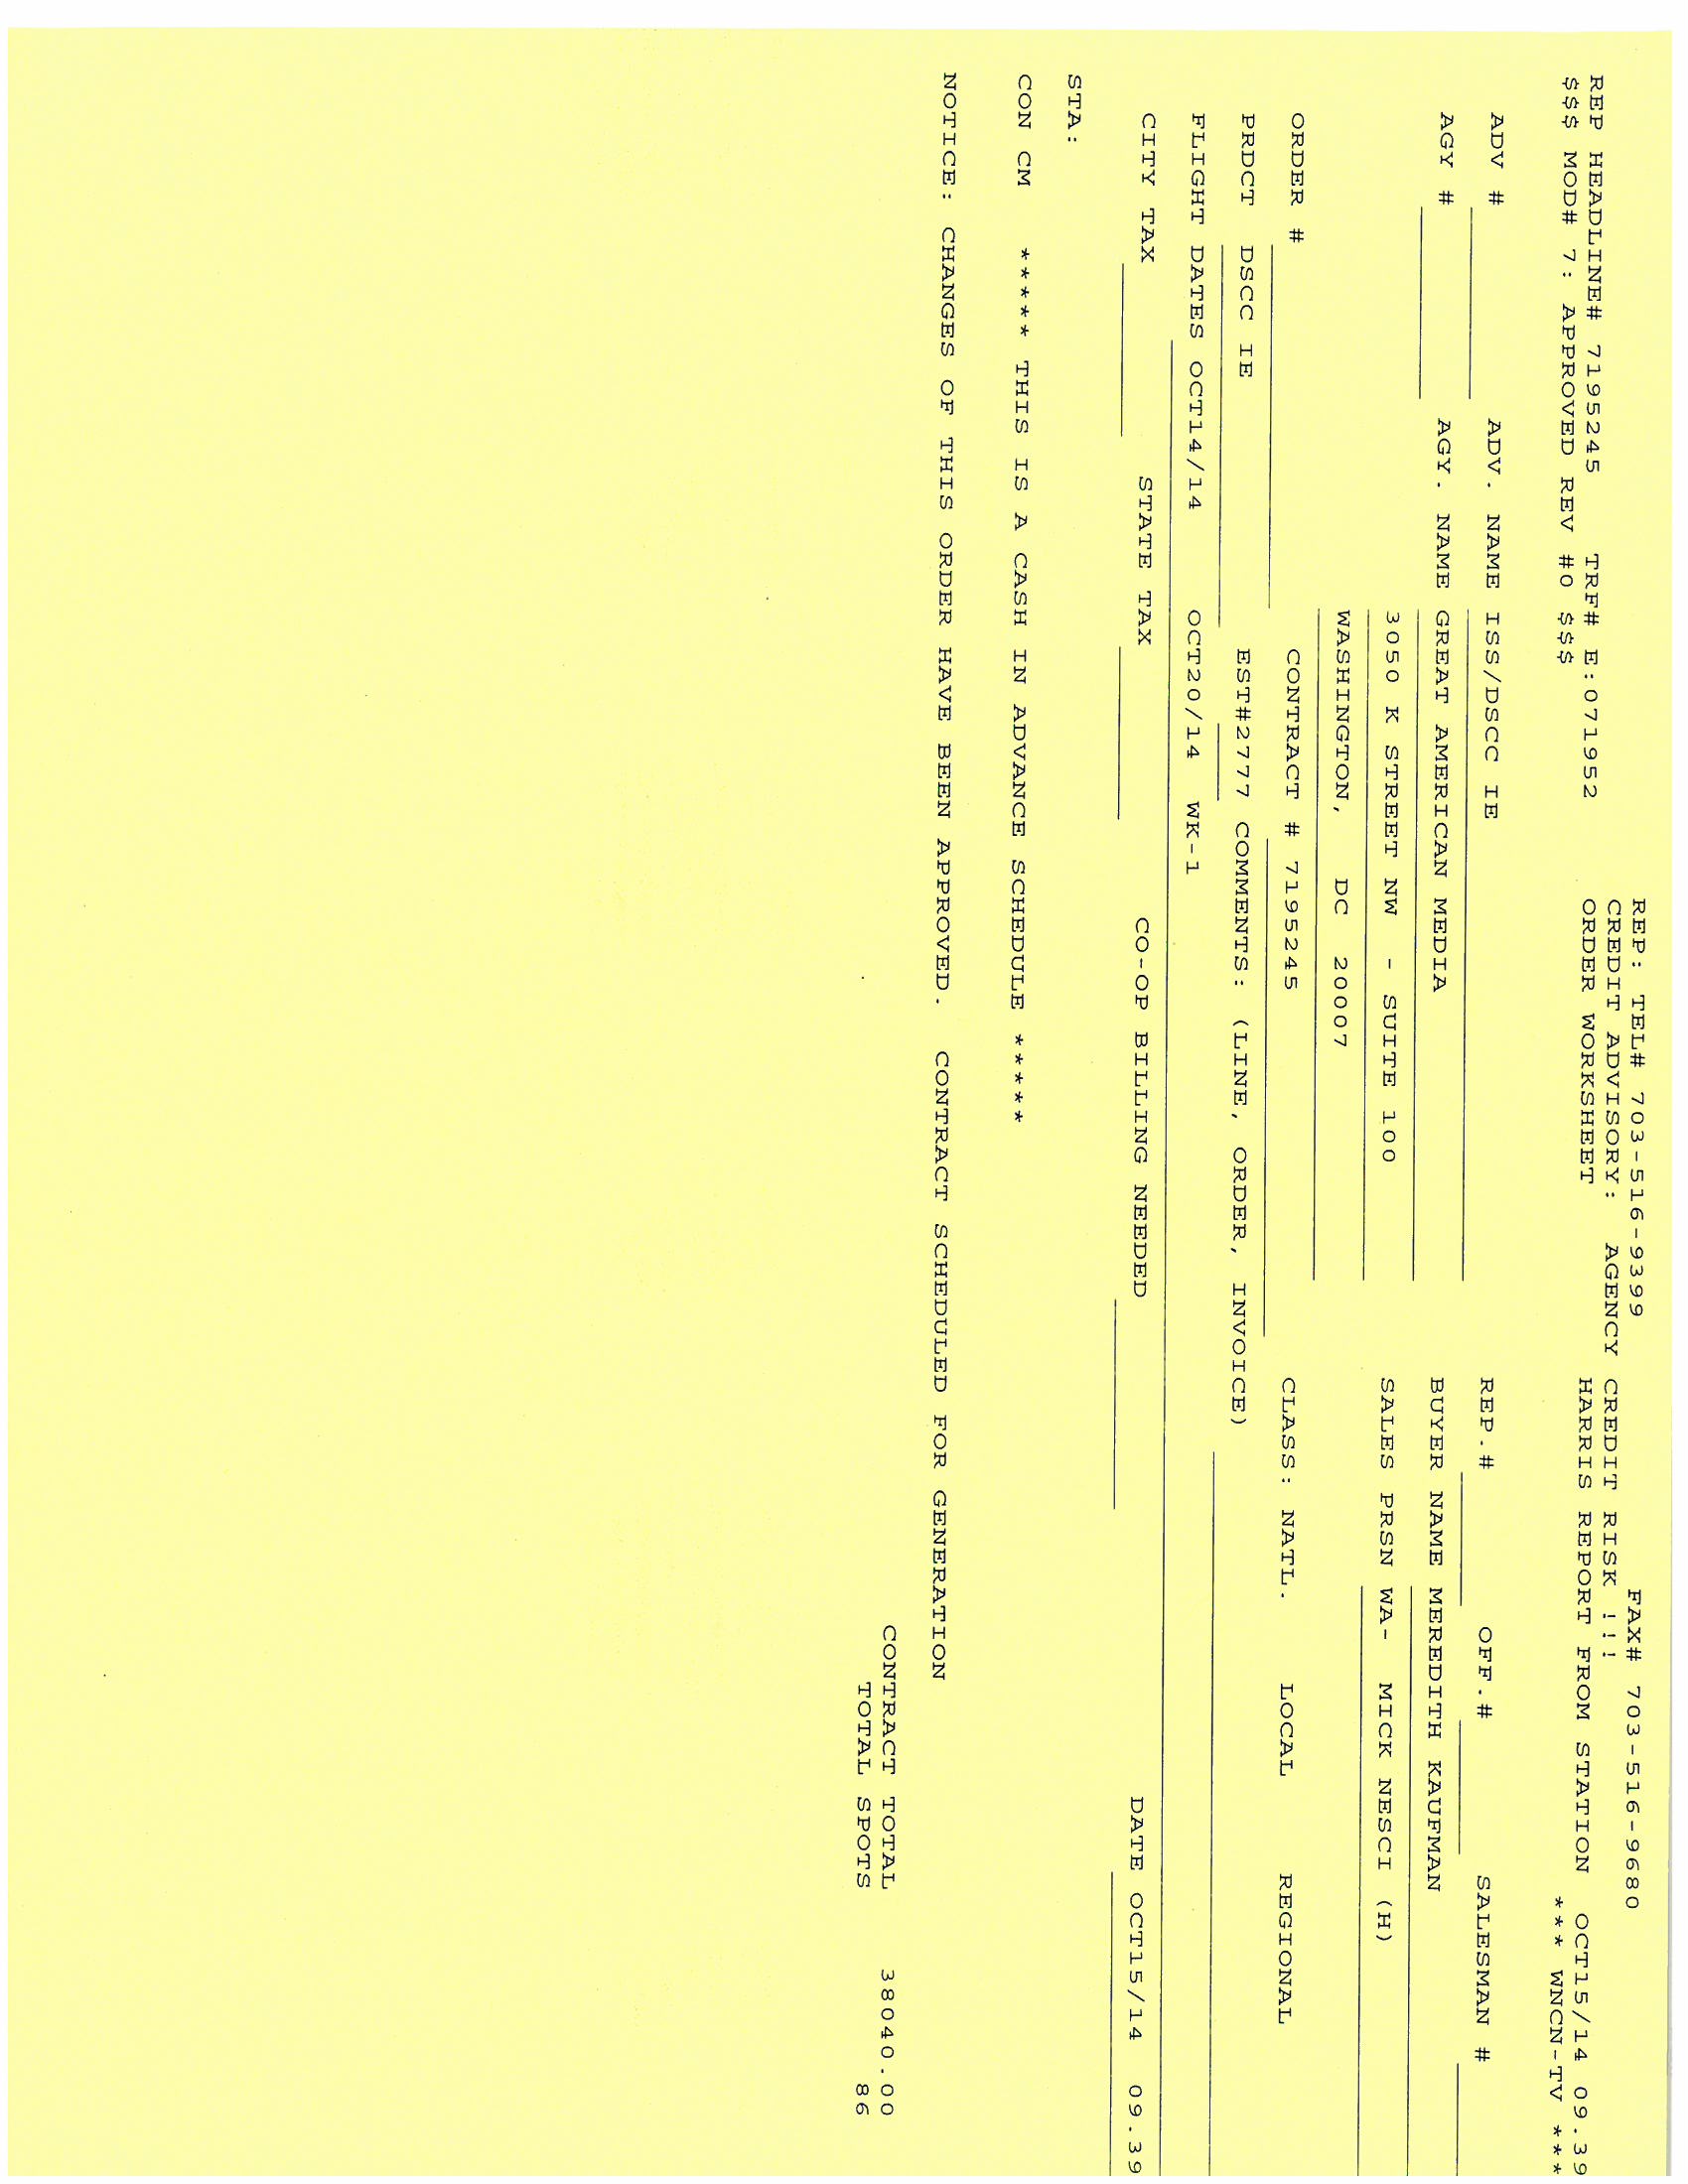 REP: TEL# 703-516-9399 FAX# 703-516-9680
CREDIT ADVISORY: AGENCY CREDIT RISK !!!
REP HEADLINE# 7195245 TRF# E:071952 ORDER WORKSHEET HARRIS REPORT FROM STATION OCT15/14 09.39
$$$ MOD# 7: APPROVED REV #0 $$$ *** WNCN-TV ***
ADV # ADV. NAME ISS/DSCC IE REP.# OFF.# SALESMAN #
AGY # AGY. NAME GREAT AMERICAN MEDIA BUYER NAME MEREDITH KAUFMAN
3050 K STREET NW - SUITE 100 SALES PRSN WA- MICK NESCI (H)
WASHINGTON, DC 20007
ORDER # CONTRACT # 7195245 CLASS: NATL. LOCAL REGIONAL
PRDCT DSCC IE EST#2777 COMMENTS: (LINE, ORDER, INVOICE)
FLIGHT DATES OCT14/14 OCT20/14 WK-1
CITY TAX STATE TAX CO-OP BILLING NEEDED DATE OCT15/14 09.39
STA:
CON CM ***** THIS IS A CASH IN ADVANCE SCHEDULE *****
NOTICE: CHANGES OF THIS ORDER HAVE BEEN APPROVED. CONTRACT SCHEDULED FOR GENERATION
CONTRACT TOTAL 38040.00
TOTAL SPOTS 86